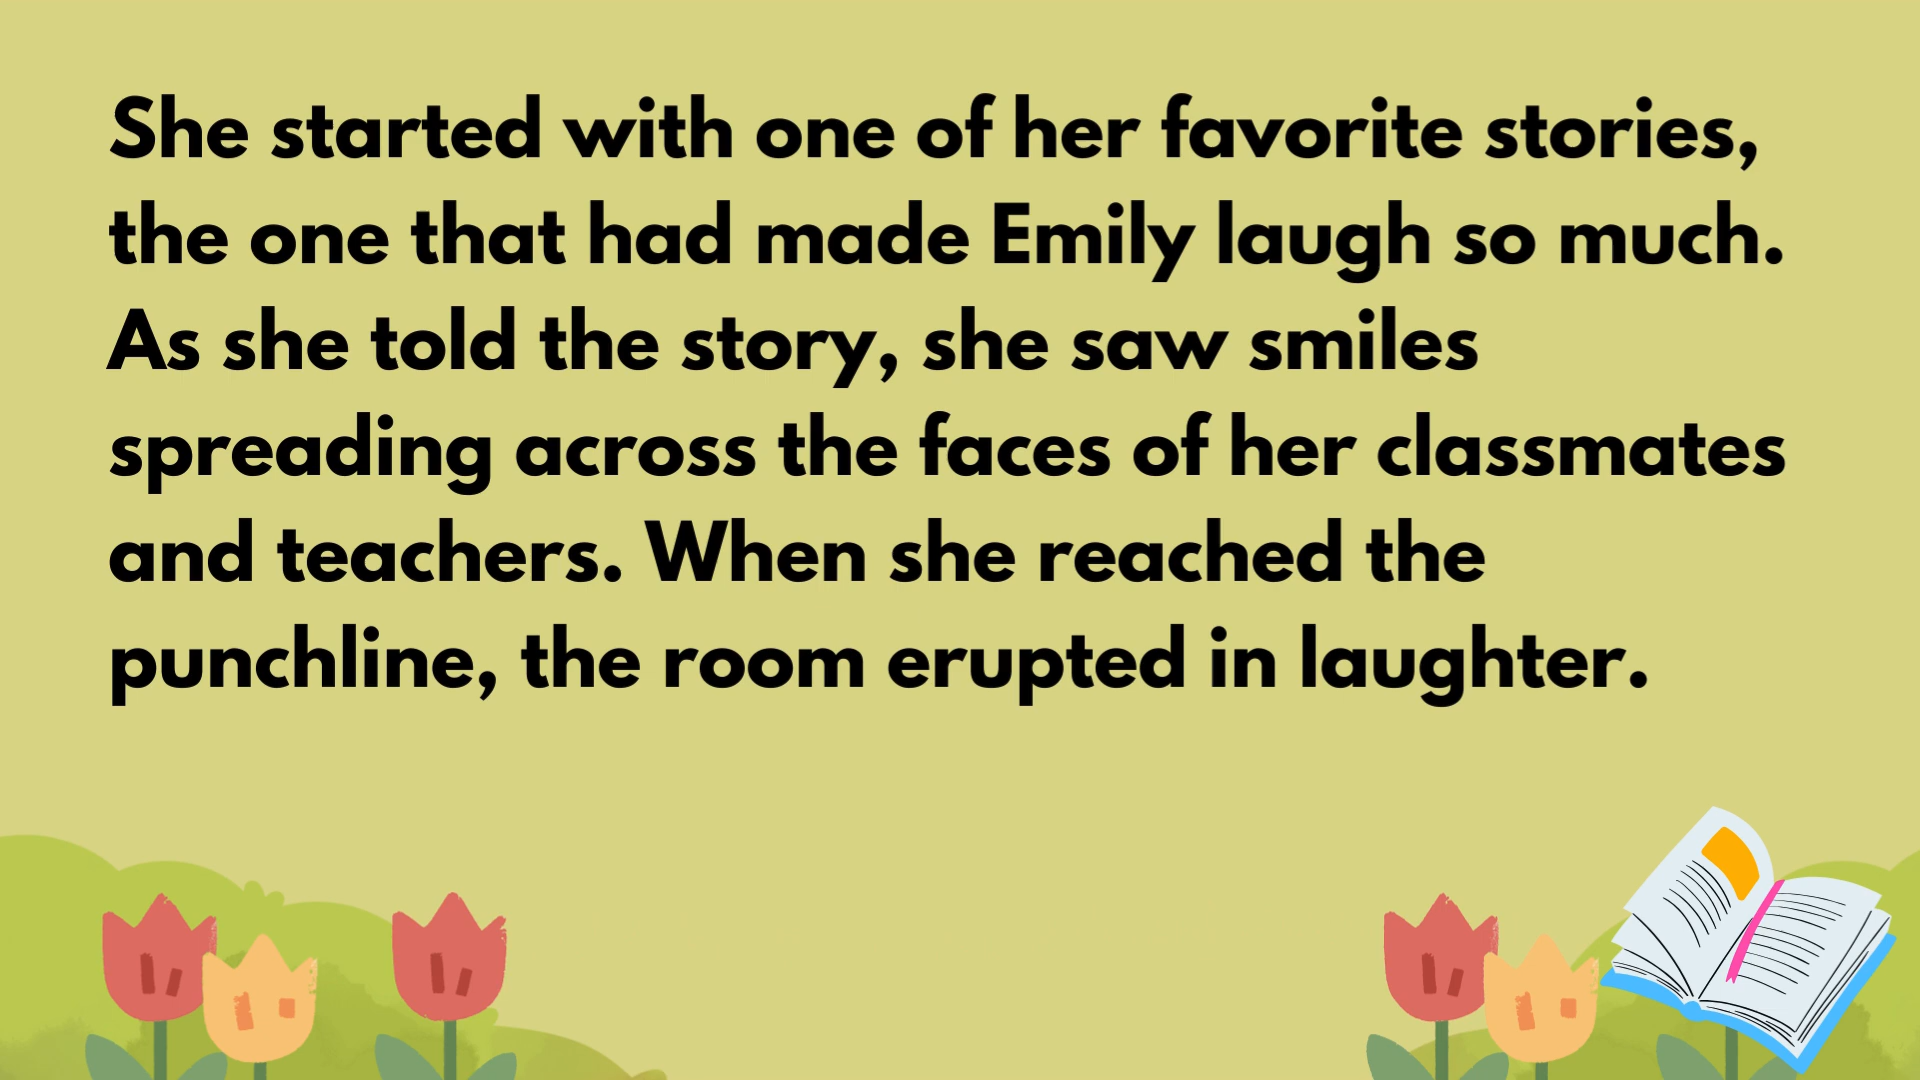 She started with one of her favorite stories,
the one that had made Emily laugh so much.
As she told the story, she saw smiles
spreading across the faces of her classmates
and teachers. When she reached the
punchline, the room erupted in laughter.